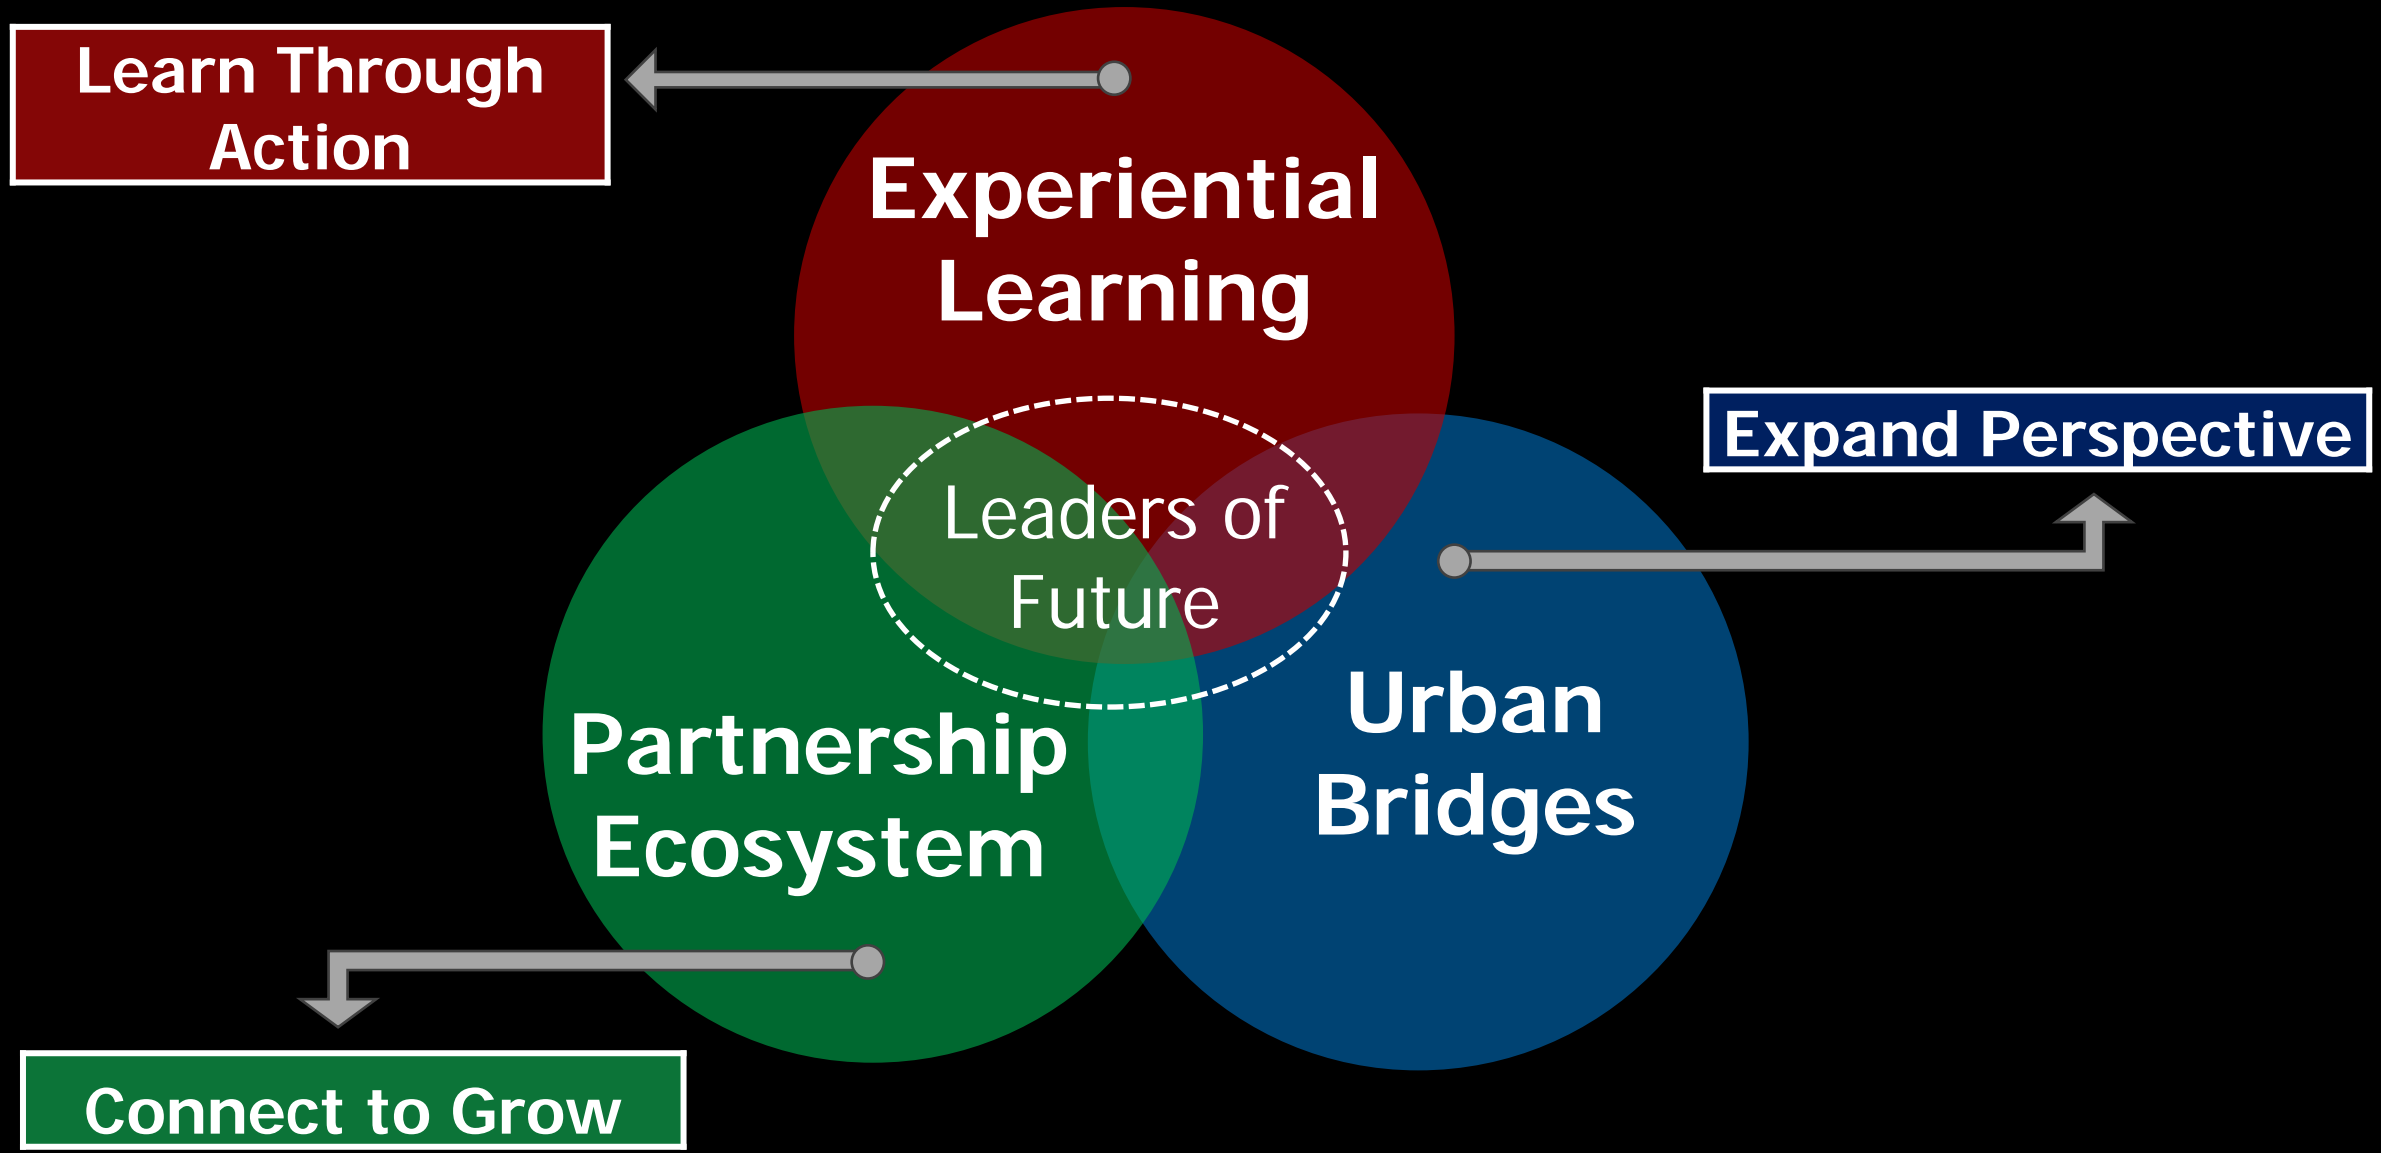 Learn Through
Action
Experiential
Learning
Expand Perspective
Leaders of
Future
Urban
Bridges
Partnership
Ecosystem
Connect to Grow